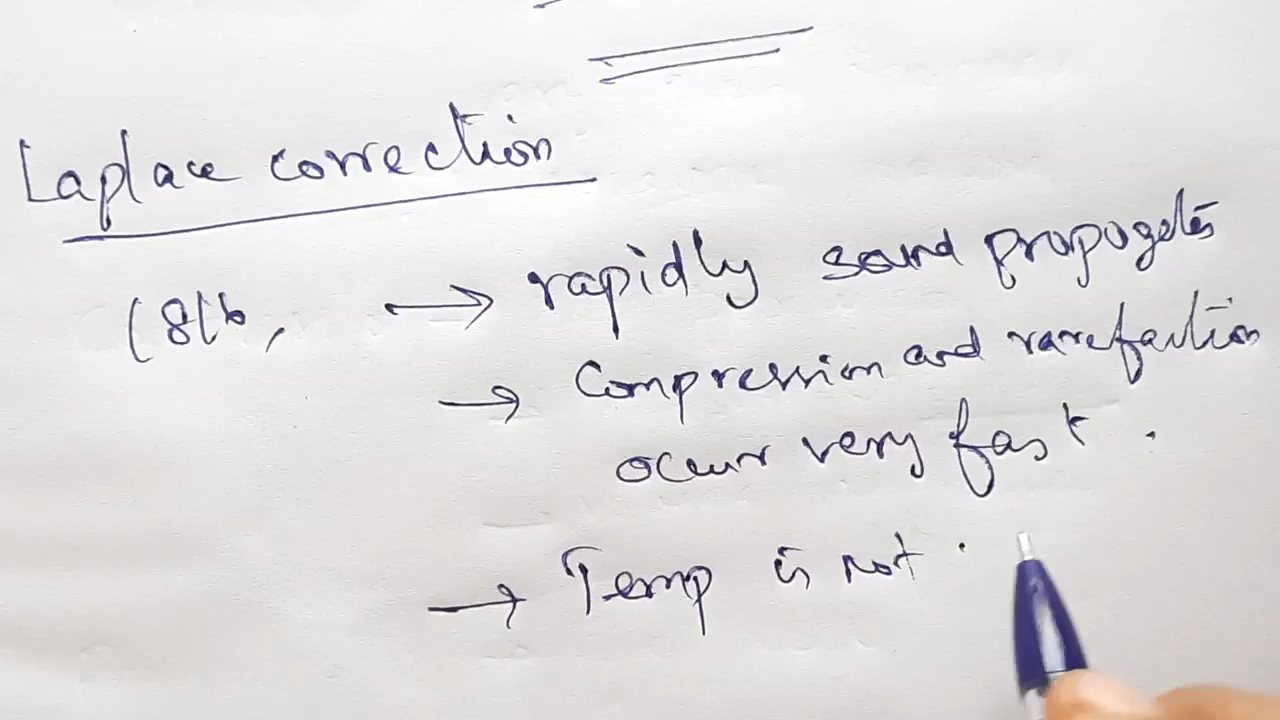 Laplace correction
1816, → rapidly sound propogates
→ Compression and rarefaction
occur very fast.
→ Temp is not